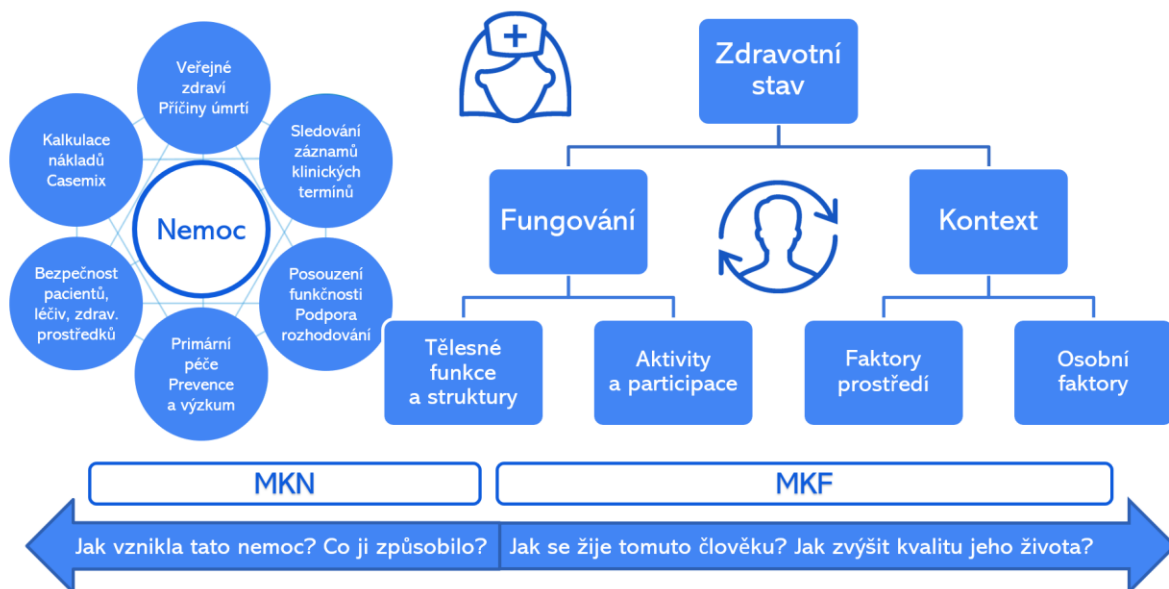 Veřejné
zdraví
Příčiny úmrtí
Kalkulace
nákladů
Casemix
Sledování
záznamů
klinických
termínů
Nemoc
Bezpečnost
pacientů,
léčiv, zdrav.
prostředků
Posouzení
funkčnosti
Podpora
rozhodování
Primární
péče
Prevence
a výzkum
Zdravotní
stav
Fungování
Kontext
Tělesné
funkce
a struktury
Aktivity
a participace
Faktory
prostředí
Osobní
faktory
MKN
MKF
Jak vznikla tato nemoc? Co ji způsobilo?
Jak se žije tomuto člověku? Jak zvýšit kvalitu jeho života?